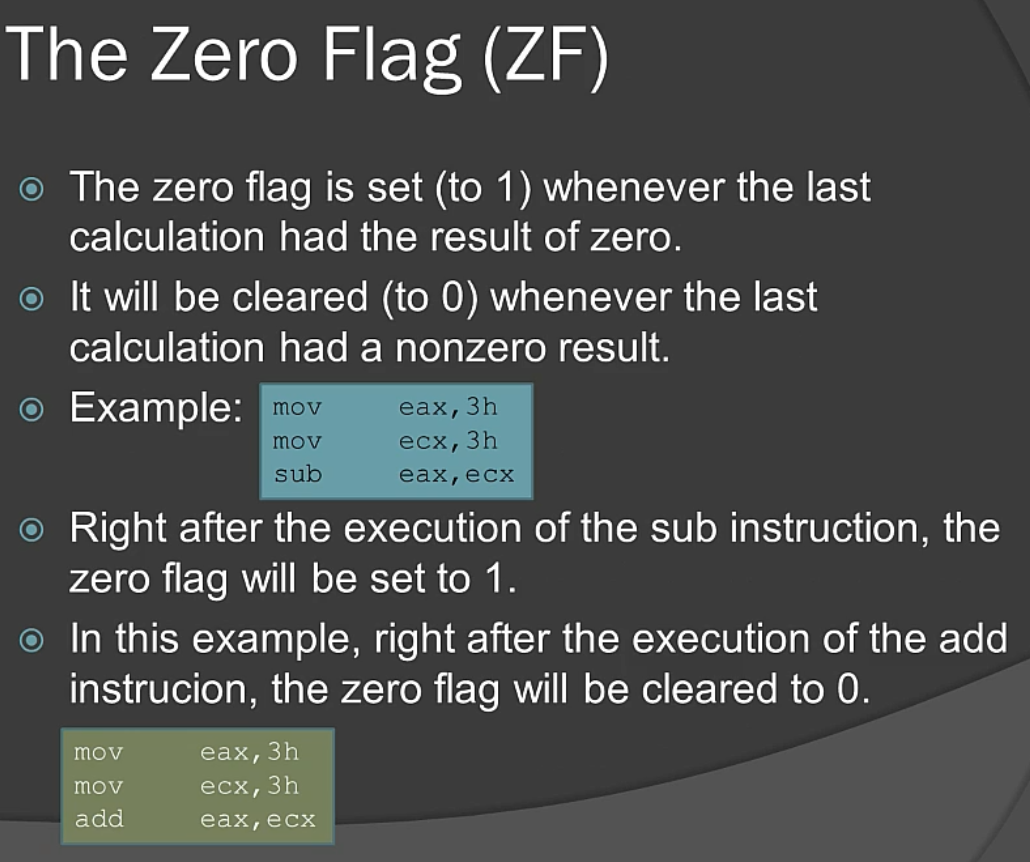 The Zero Flag (ZF)
The zero flag is set (to 1) whenever the last
calculation had the result of zero.
It will be cleared (to 0) whenever the last
calculation had a nonzero result.
Example:
mov eax,3h
mov ecx,3h
sub eax,ecx
Right after the execution of the sub instruction, the
zero flag will be set to 1.
In this example, right after the execution of the add
instrucion, the zero flag will be cleared to 0.
mov eax,3h
mov ecx,3h
add eax,ecx